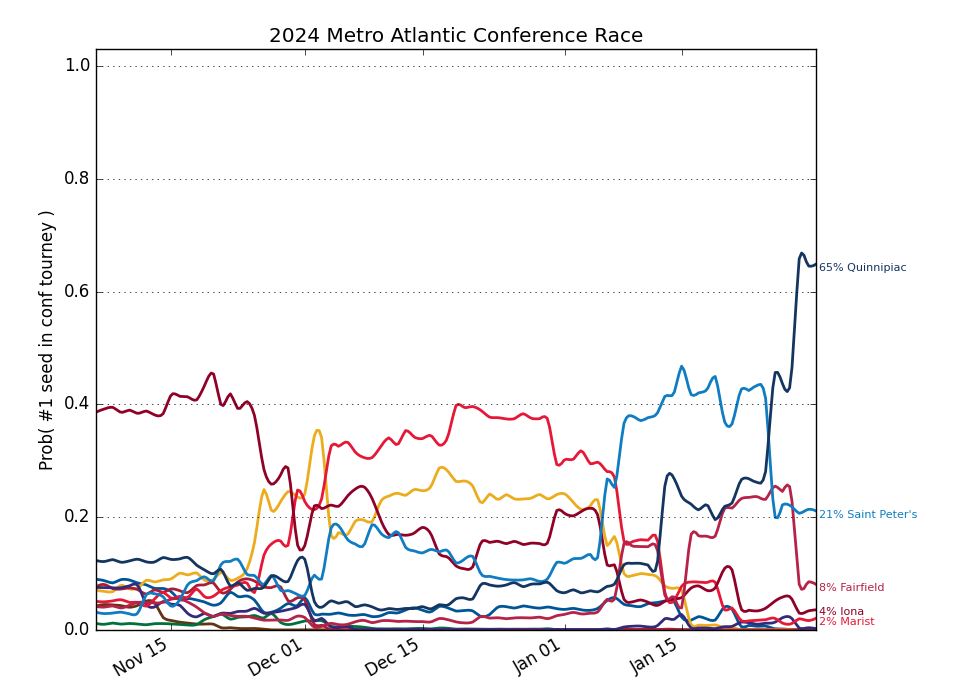 2024 Metro Atlantic Conference Race
Prob( #1 seed in conf tourney )
1.0
0.8
0.6
0.4
0.2
0.0
Nov 15
Dec 01
Dec 15
Jan 01
Jan 15
65% Quinnipiac
21% Saint Peter's
8% Fairfield
4% Iona
2% Marist